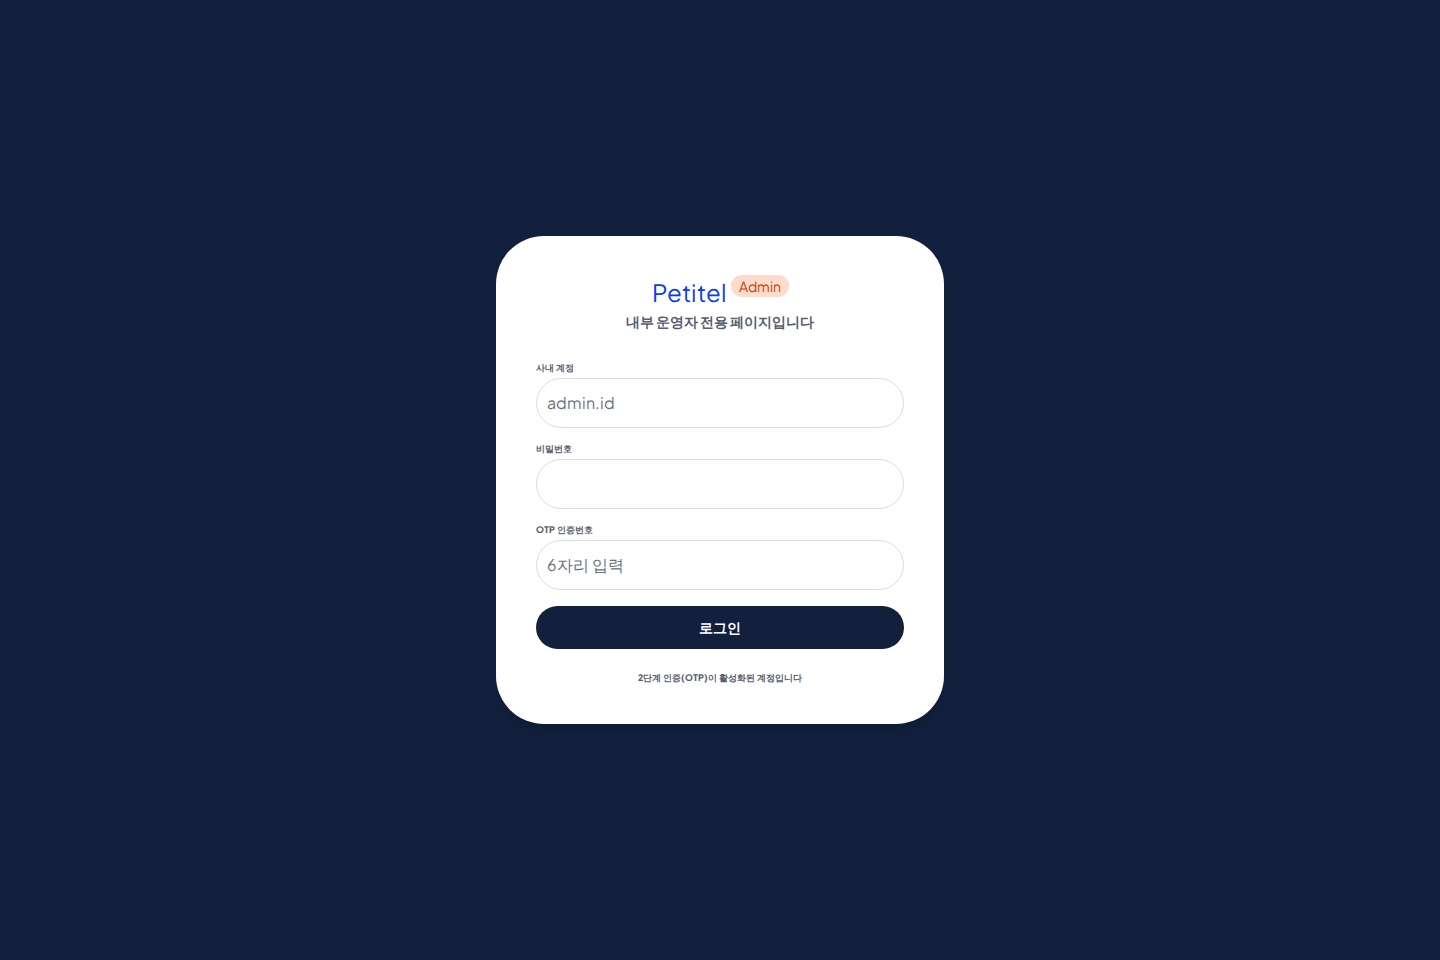 Petitel Admin
내부 운영자 전용 페이지입니다
사내 계정
admin.id
비밀번호
OTP 인증번호
6자리 입력
로그인
2단계 인증(OTP)이 활성화된 계정입니다